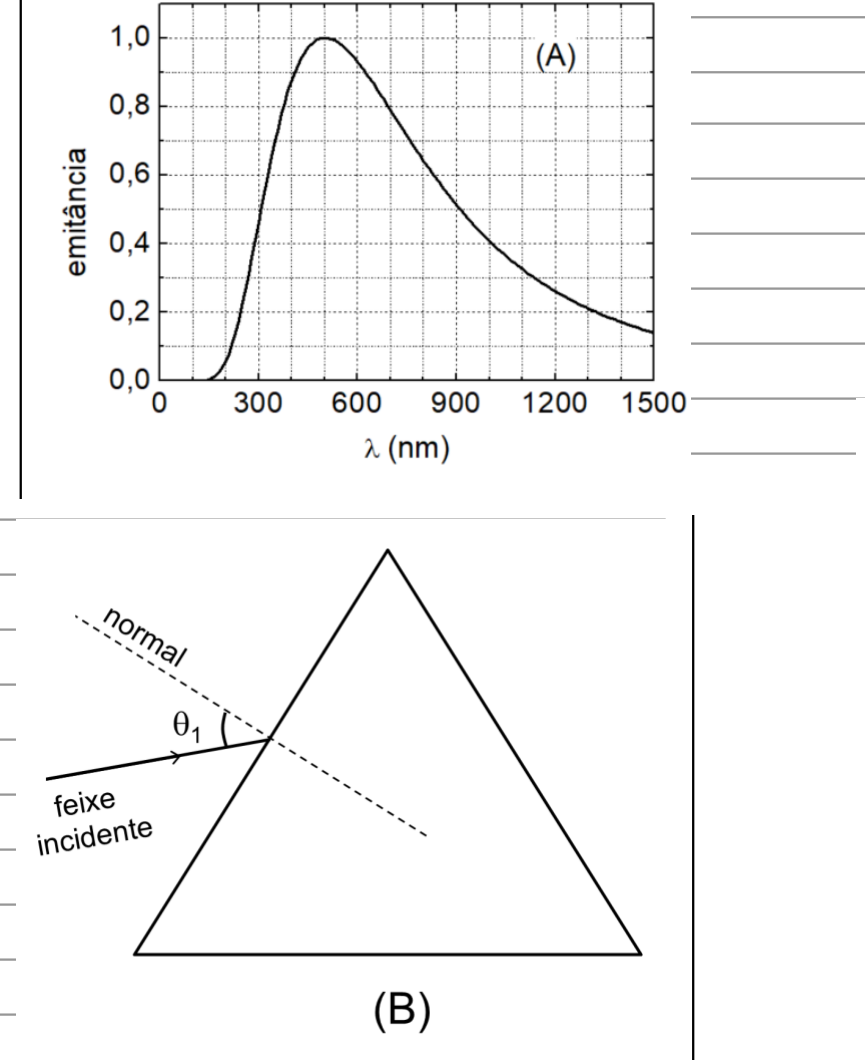 1,0
(A)
0,8
0,6
0,4
0,2
0,0
emitância
0 300 600 900 1200 1500
λ (nm)
normal
θ1
feixe
incidente
(B)